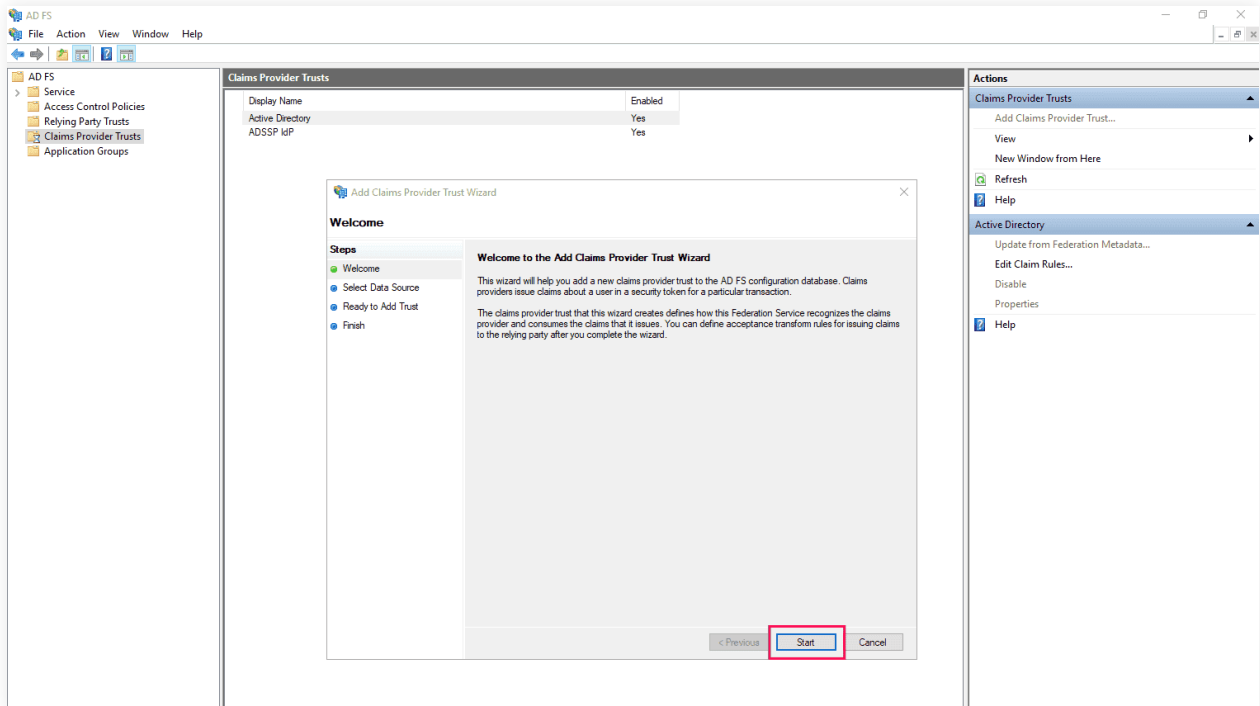 AD FS
File Action View Window Help
AD FS
Service
Access Control Policies
Relying Party Trusts
Claims Provider Trusts
Application Groups
Claims Provider Trusts
Display Name Enabled
Active Directory Yes
ADSSP IdP Yes
Add Claims Provider Trust Wizard
Welcome
Steps
Welcome
Select Data Source
Ready to Add Trust
Finish
Welcome to the Add Claims Provider Trust Wizard
This wizard will help you add a new claims provider trust to the AD FS configuration database. Claims
providers issue claims about a user in a security token for a particular transaction.
The claims provider trust that this wizard creates defines how this Federation Service recognizes the claims
provider and consumes the claims that it issues. You can define acceptance transform rules for issuing claims
to the relying party after you complete the wizard.
< Previous Start Cancel
Actions
Claims Provider Trusts
Add Claims Provider Trust...
View
New Window from Here
Refresh
Help
Active Directory
Update from Federation Metadata...
Edit Claim Rules...
Disable
Properties
Help